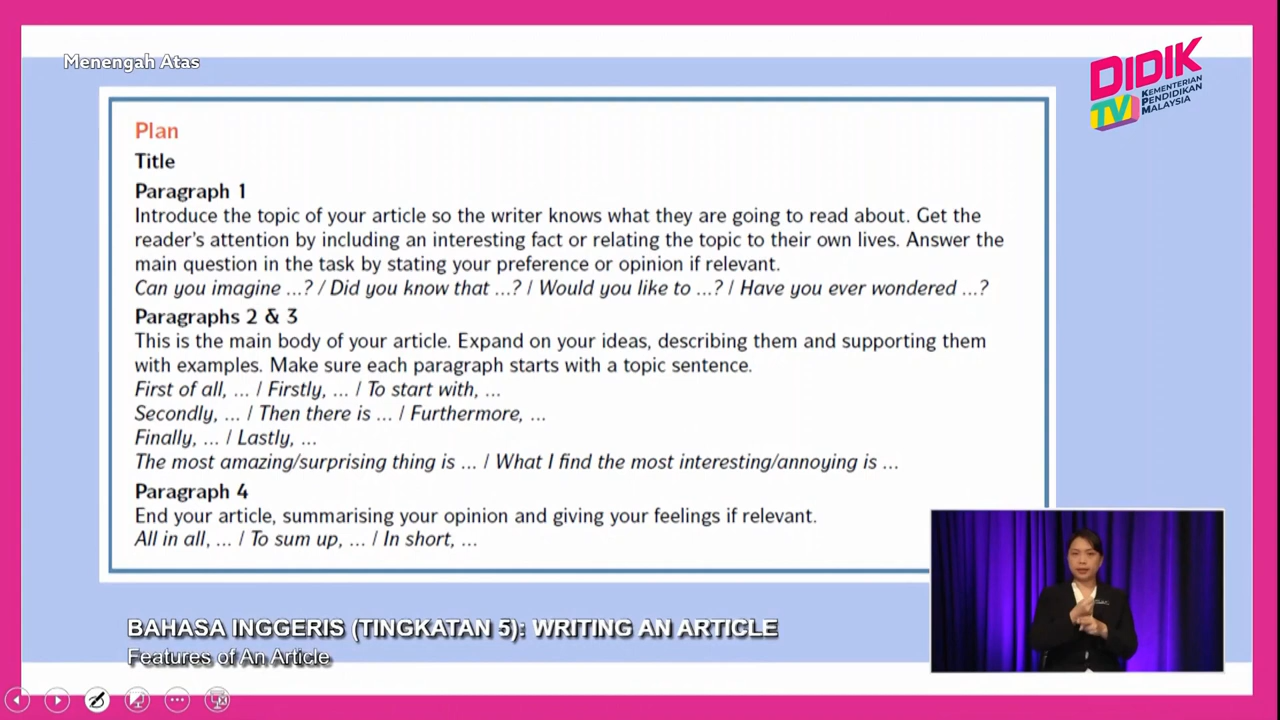 Menengah Atas
DIDIK
TV
KEMENTERIAN
PENDIDIKAN
MALAYSIA
Plan
Title
Paragraph 1
Introduce the topic of your article so the writer knows what they are going to read about. Get the
reader's attention by including an interesting fact or relating the topic to their own lives. Answer the
main question in the task by stating your preference or opinion if relevant.
Can you imagine ...? / Did you know that ...? / Would you like to ...? / Have you ever wondered ...?
Paragraphs 2 & 3
This is the main body of your article. Expand on your ideas, describing them and supporting them
with examples. Make sure each paragraph starts with a topic sentence.
First of all, ... / Firstly, ... / To start with, ...
Secondly, ... / Then there is ... / Furthermore, ...
Finally, ... / Lastly, ...
The most amazing/surprising thing is ... / What I find the most interesting/annoying is ...
Paragraph 4
End your article, summarising your opinion and giving your feelings if relevant.
All in all, ... / To sum up, ... / In short, ...
BAHASA INGGERIS (TINGKATAN 5): WRITING AN ARTICLE
Features of An Article